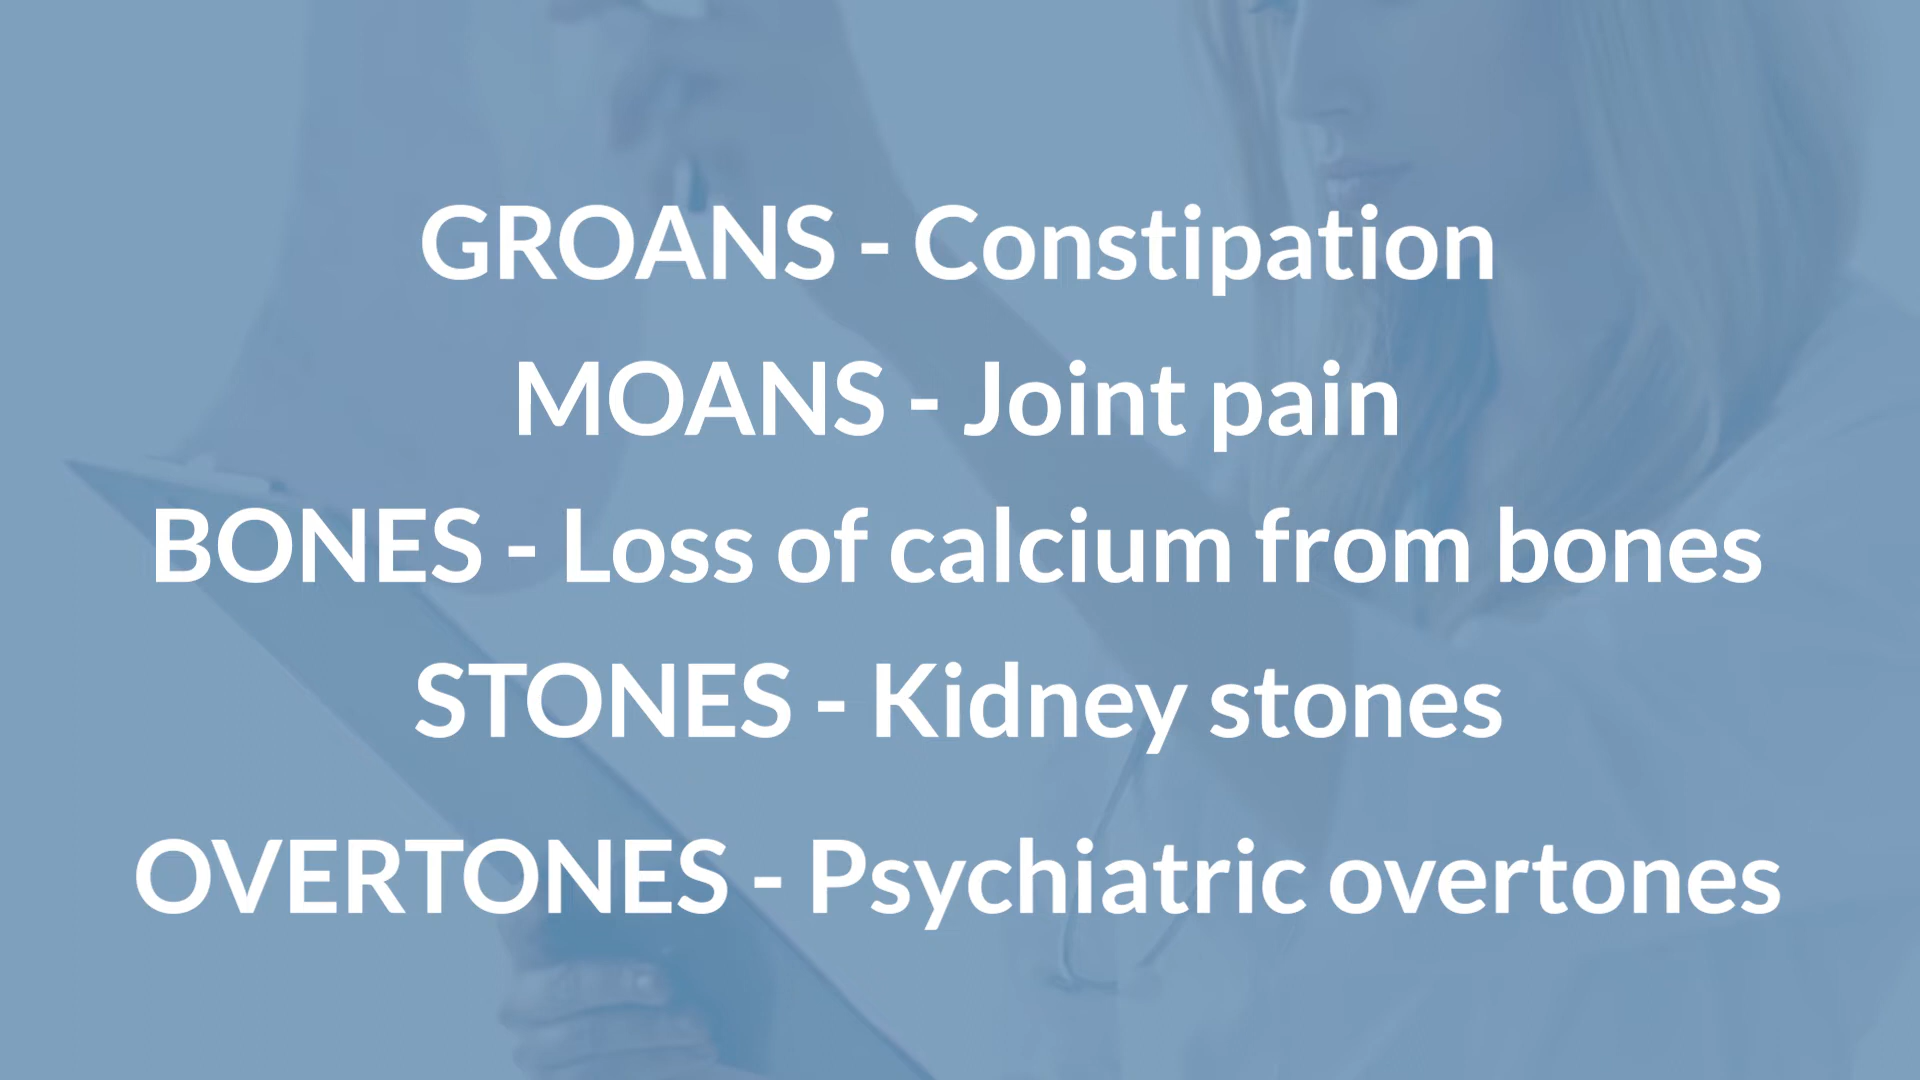 GROANS - Constipation
MOANS - Joint pain
BONES - Loss of calcium from bones
STONES - Kidney stones
OVERTONES - Psychiatric overtones